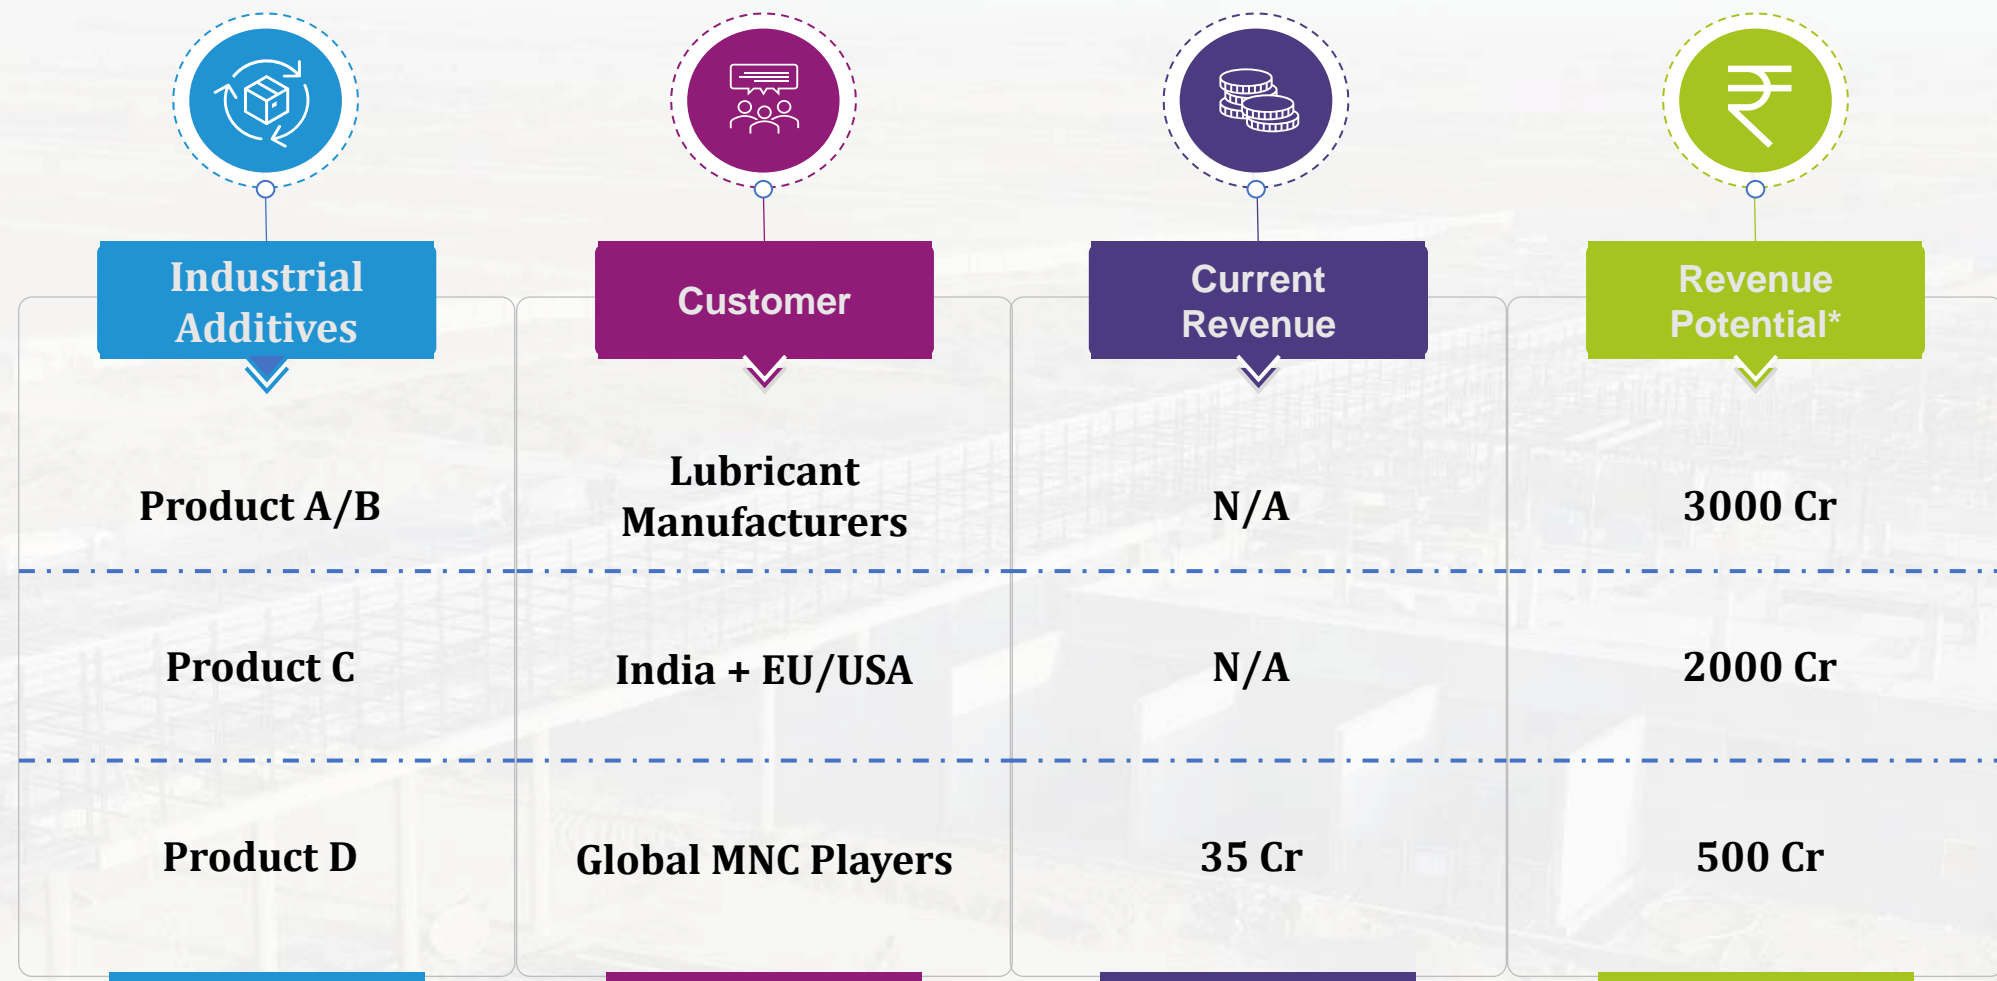 Industrial
Additives
Customer
Current
Revenue
Revenue
Potential*
Product A/B
Lubricant
Manufacturers
N/A
3000 Cr
Product C
India + EU/USA
N/A
2000 Cr
Product D
Global MNC Players
35 Cr
500 Cr